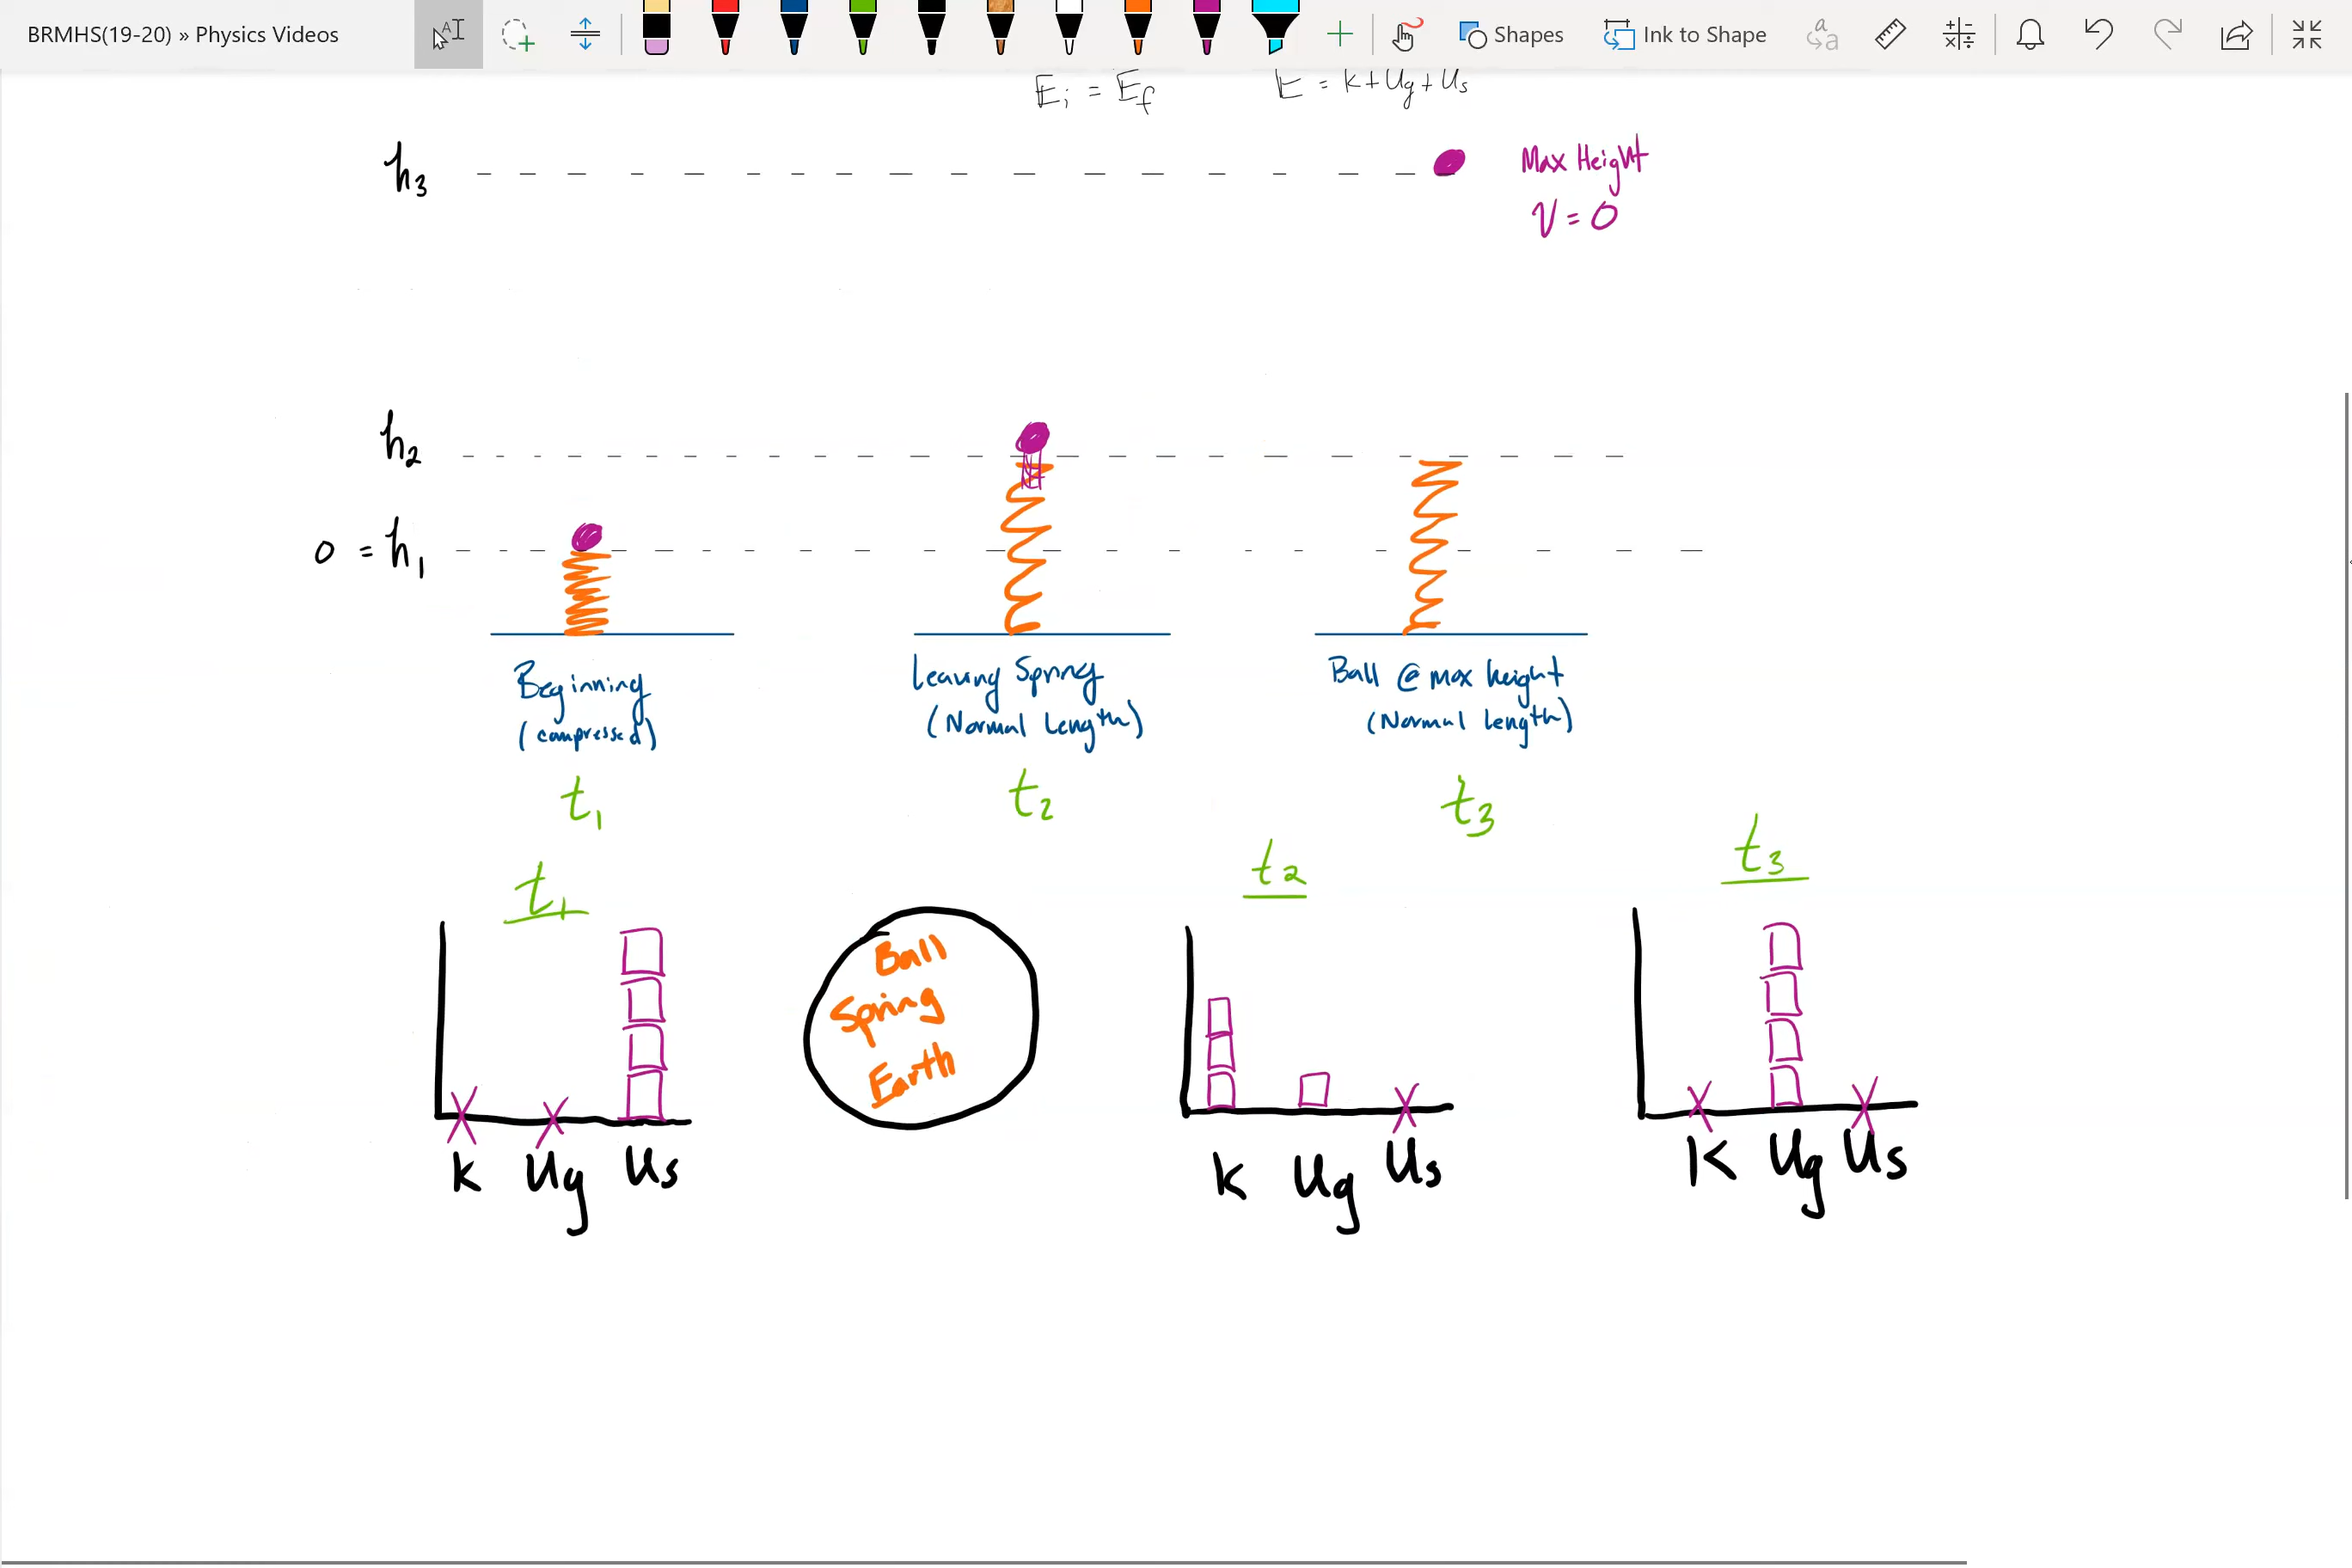 BRMHS(19-20) » Physics Videos
Shapes
Ink to Shape
Ei = Ef
E = K + Ug + Us
h3
Max Height
V = 0
h2
0 = h1
Beginning
(compressed)
Leaving Spring
(Normal Length)
Ball @ max height
(Normal Length)
t1
t2
t3
t1
t2
t3
Ball
Spring
Earth
K Ug Us
K Ug Us
K Ug Us